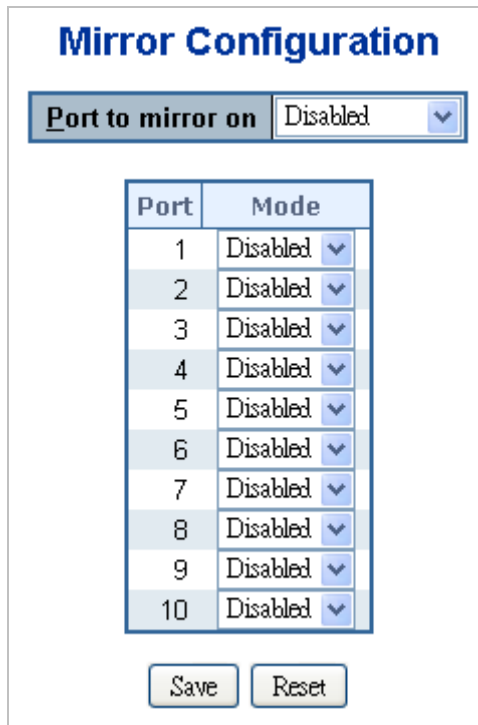 Mirror Configuration
Port to mirror on Disabled
Port Mode
1 Disabled
2 Disabled
3 Disabled
4 Disabled
5 Disabled
6 Disabled
7 Disabled
8 Disabled
9 Disabled
10 Disabled
Save Reset